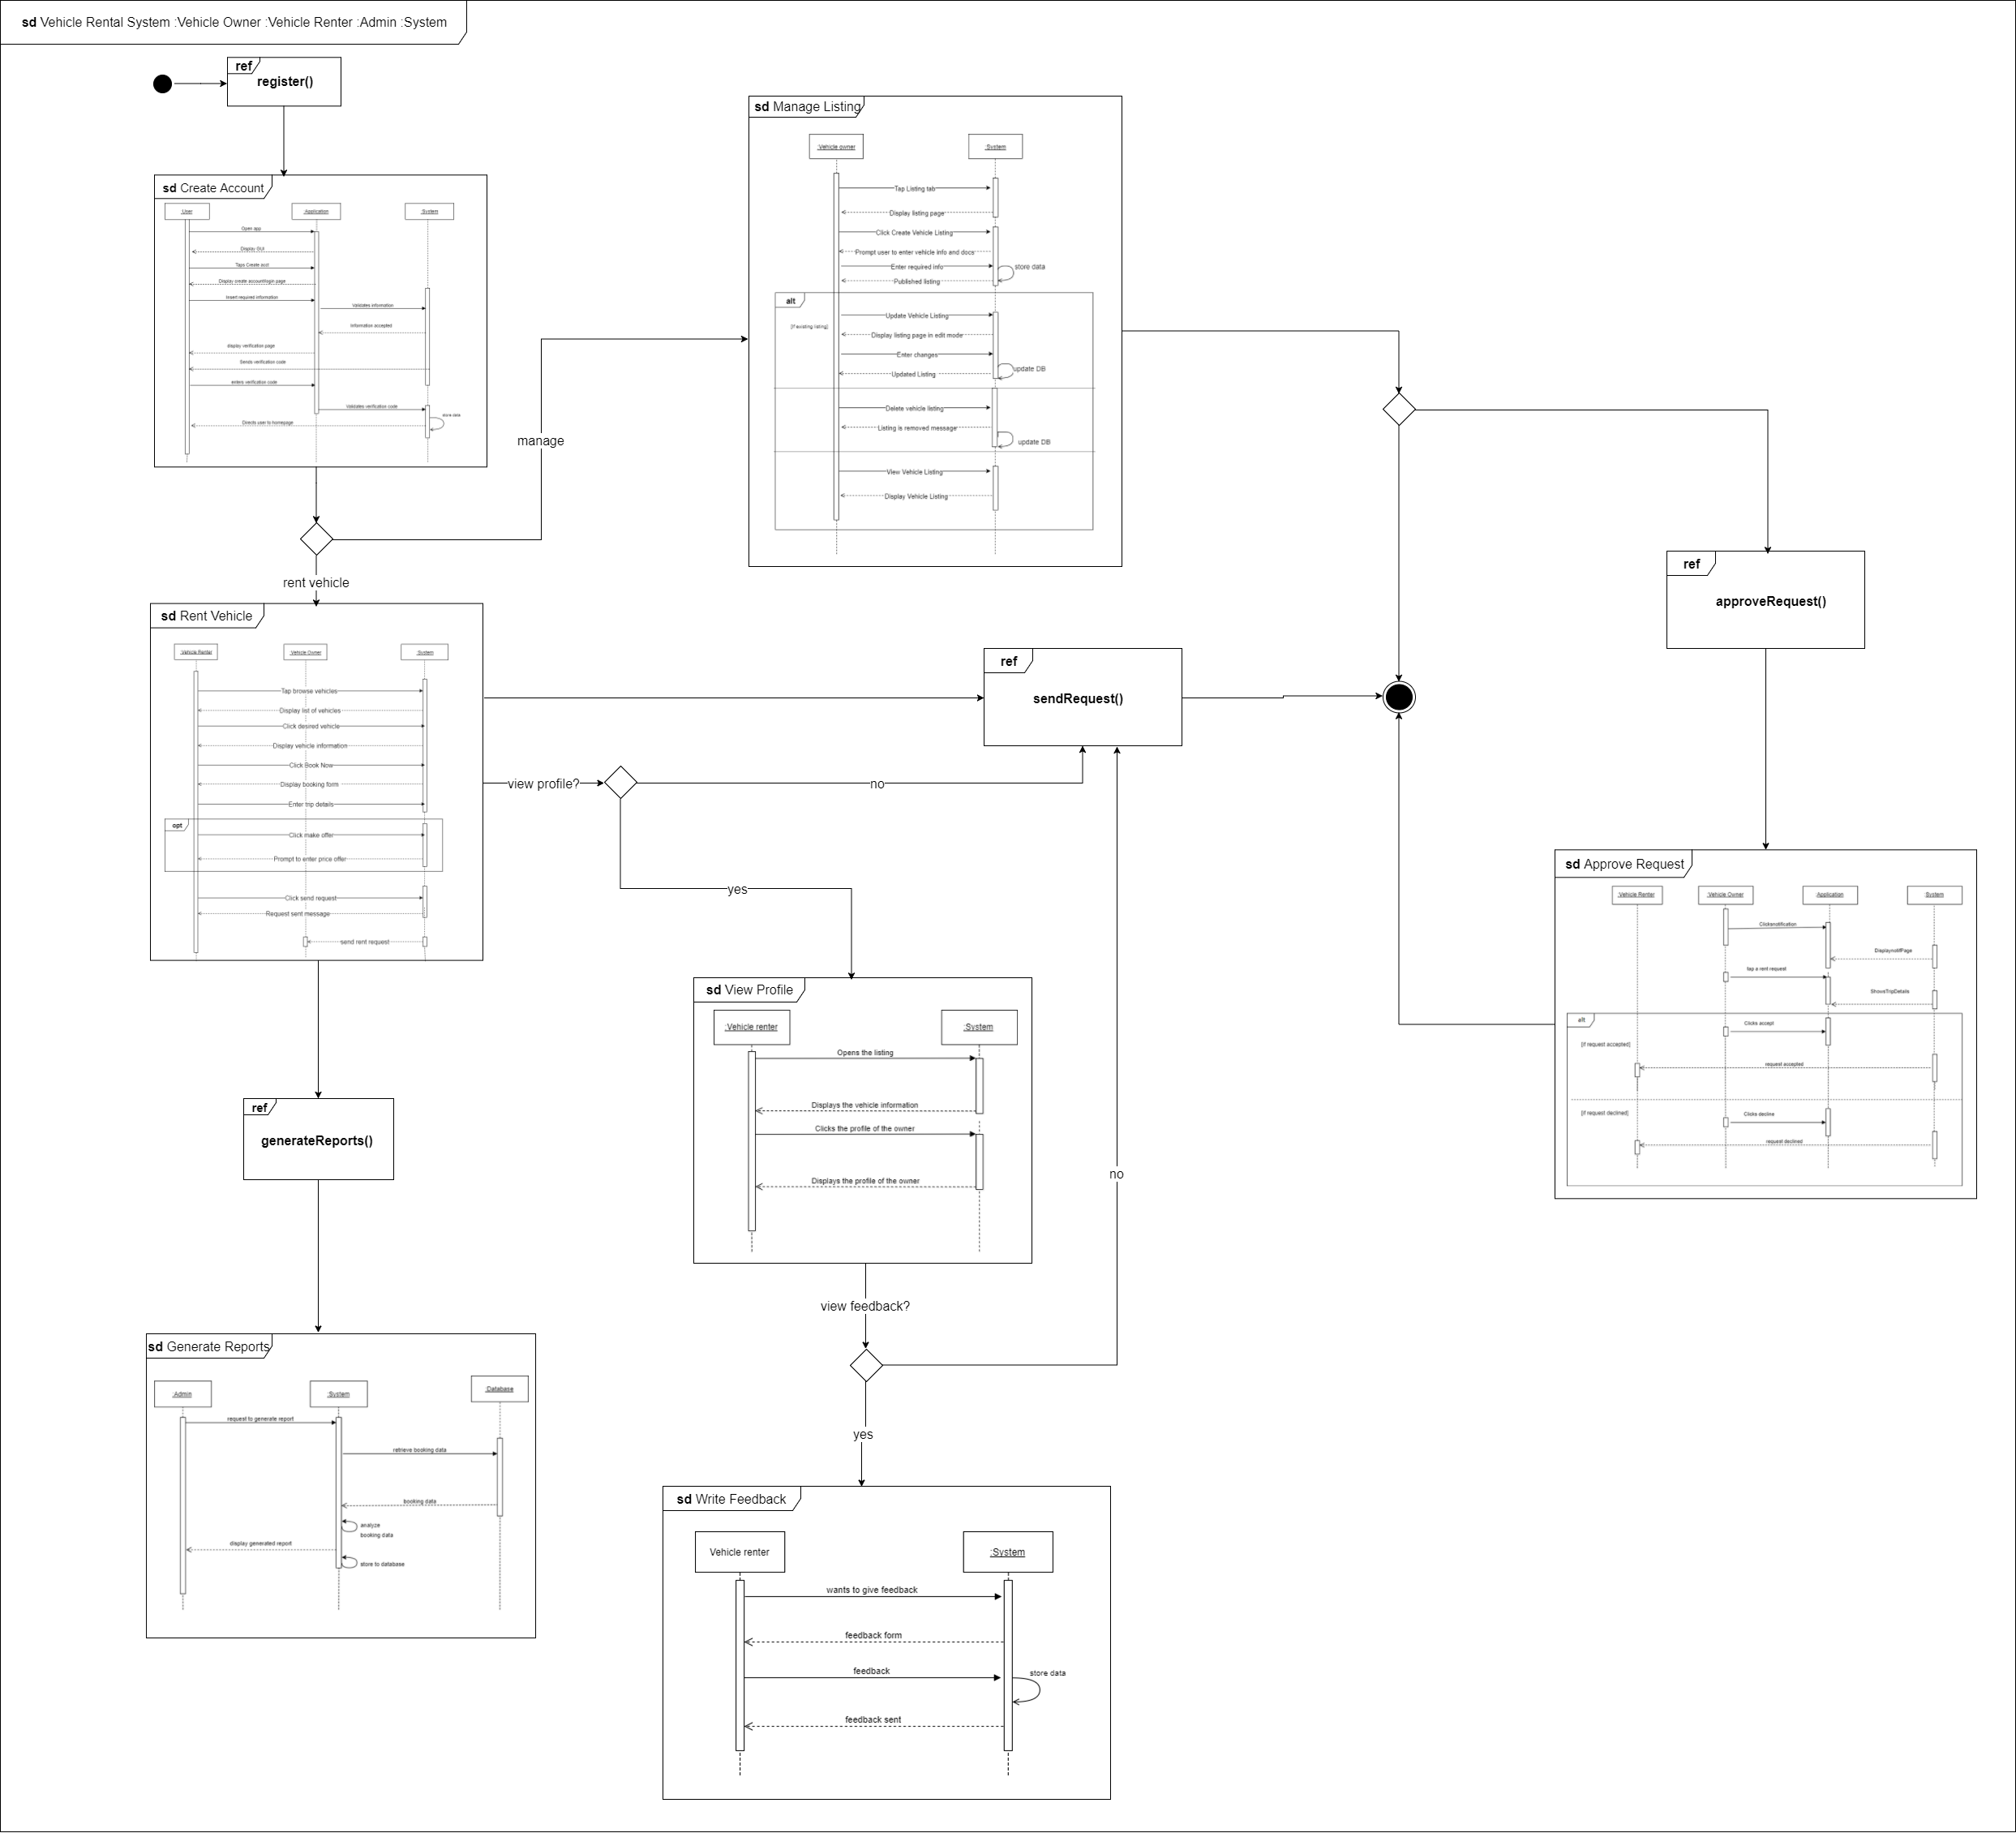 sd Vehicle Rental System :Vehicle Owner :Vehicle Renter :Admin :System
ref
register()
sd Create Account
:User
:Application
:System
Open app
Display GUI
Taps Create acct
Display create account/login page
Insert required information
Validates information
Information accepted
display verification page
Sends verification code
enters verification code
Validates verification code
store data
Directs user to homepage
manage
rent vehicle
sd Manage Listing
:Vehicle owner
:System
Tap Listing tab
Display listing page
Click Create Vehicle Listing
Prompt user to enter vehicle info and docs
Enter required info
store data
Published listing
alt
[if existing listing]
Update Vehicle Listing
Display listing page in edit mode
Enter changes
update DB
Updated Listing
Delete vehicle listing
Listing is removed message
update DB
View Vehicle Listing
Display Vehicle Listing
ref
approveRequest()
sd Rent Vehicle
:Vehicle Renter
:Vehicle Owner
:System
Tap browse vehicles
Display list of vehicles
Click desired vehicle
Display vehicle information
Click Book Now
Display booking form
Enter trip details
opt
Click make offer
Prompt to enter price offer
Click send request
Request sent message
send rent request
ref
sendRequest()
view profile?
no
yes
sd View Profile
:Vehicle renter
:System
Opens the listing
Displays the vehicle information
Clicks the profile of the owner
Displays the profile of the owner
no
view feedback?
yes
sd Approve Request
:Vehicle Renter
:Vehicle Owner
:Application
:System
Clicksnotification
DisplaynotifPage
tap a rent request
ShowsTripDetails
alt
Clicks accept
[if request accepted]
request accepted
[if request declined]
Clicks decline
request declined
ref
generateReports()
sd Generate Reports
:Admin
:System
:Database
request to generate report
retrieve booking data
booking data
analyze
booking data
display generated report
store to database
sd Write Feedback
Vehicle renter
:System
wants to give feedback
feedback form
feedback
store data
feedback sent